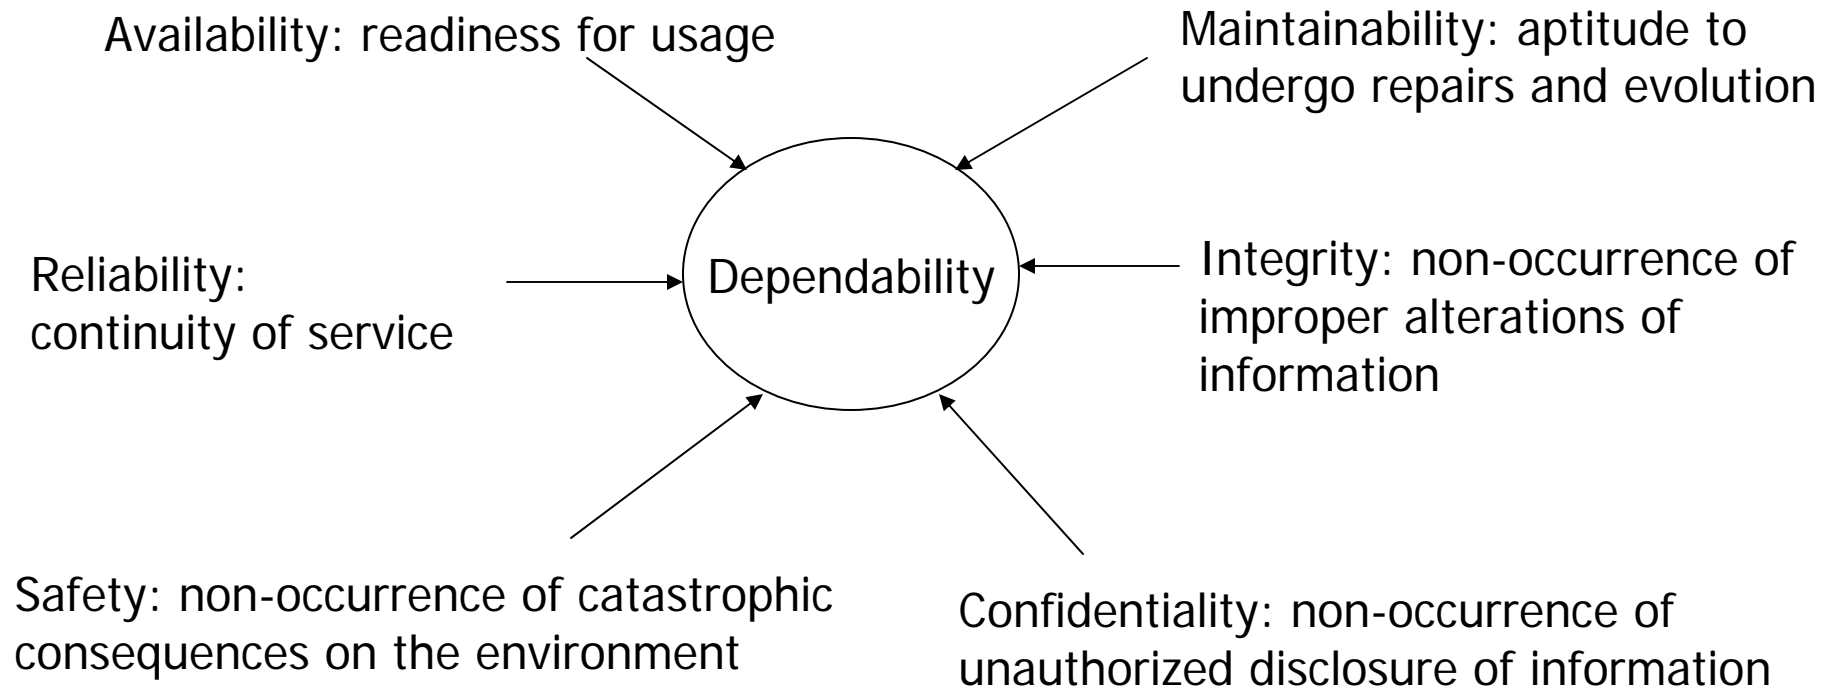 Availability: readiness for usage
Maintainability: aptitude to
undergo repairs and evolution
Reliability:
continuity of service
Dependability
Integrity: non-occurrence of
improper alterations of
information
Safety: non-occurrence of catastrophic
consequences on the environment
Confidentiality: non-occurrence of
unauthorized disclosure of information